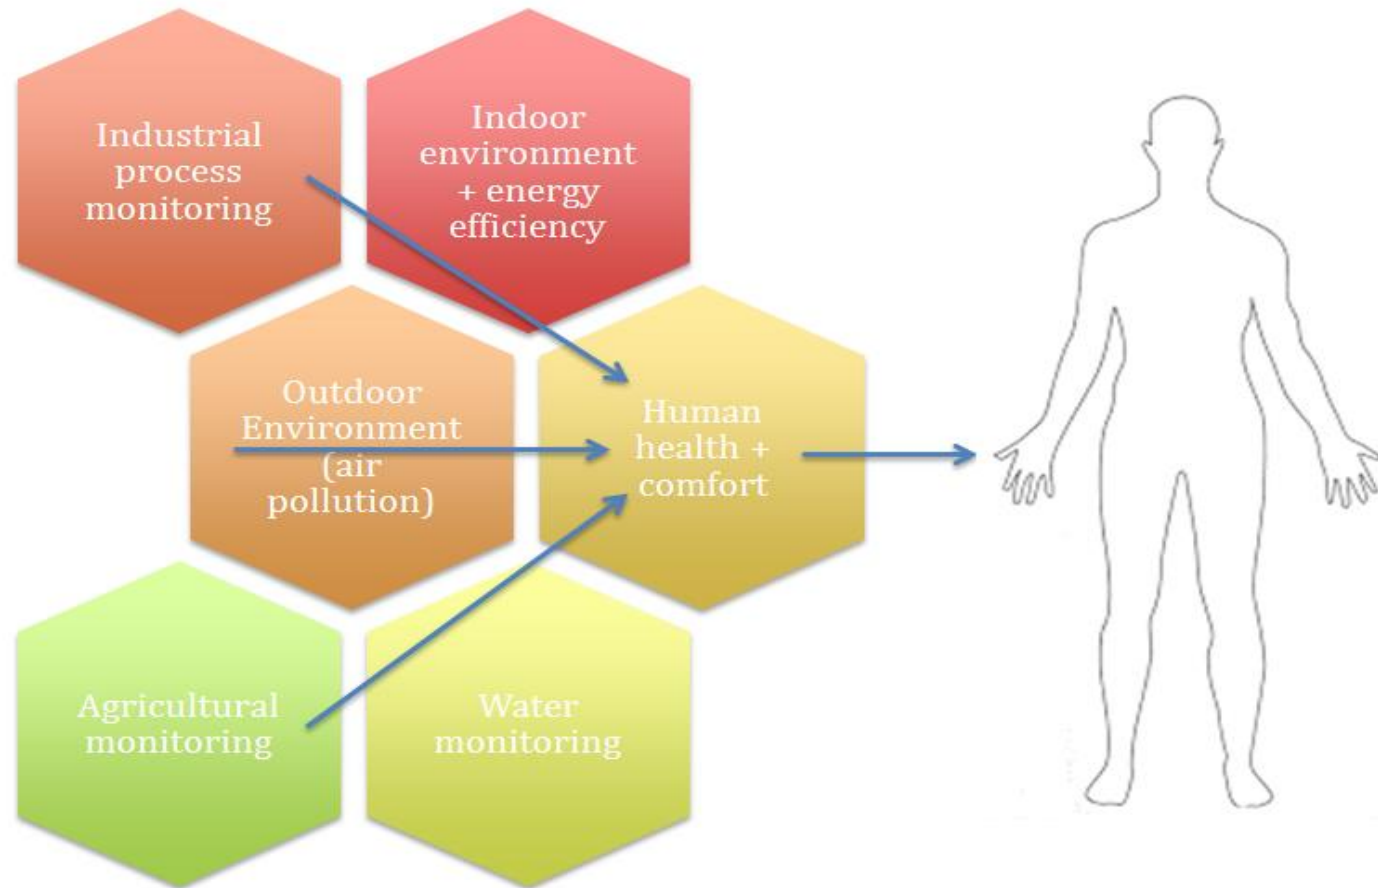 Industrial
process
monitoring
Indoor
environment
+ energy
efficiency
Outdoor
Environment
(air
pollution)
Human
health +
comfort
Agricultural
monitoring
Water
monitoring